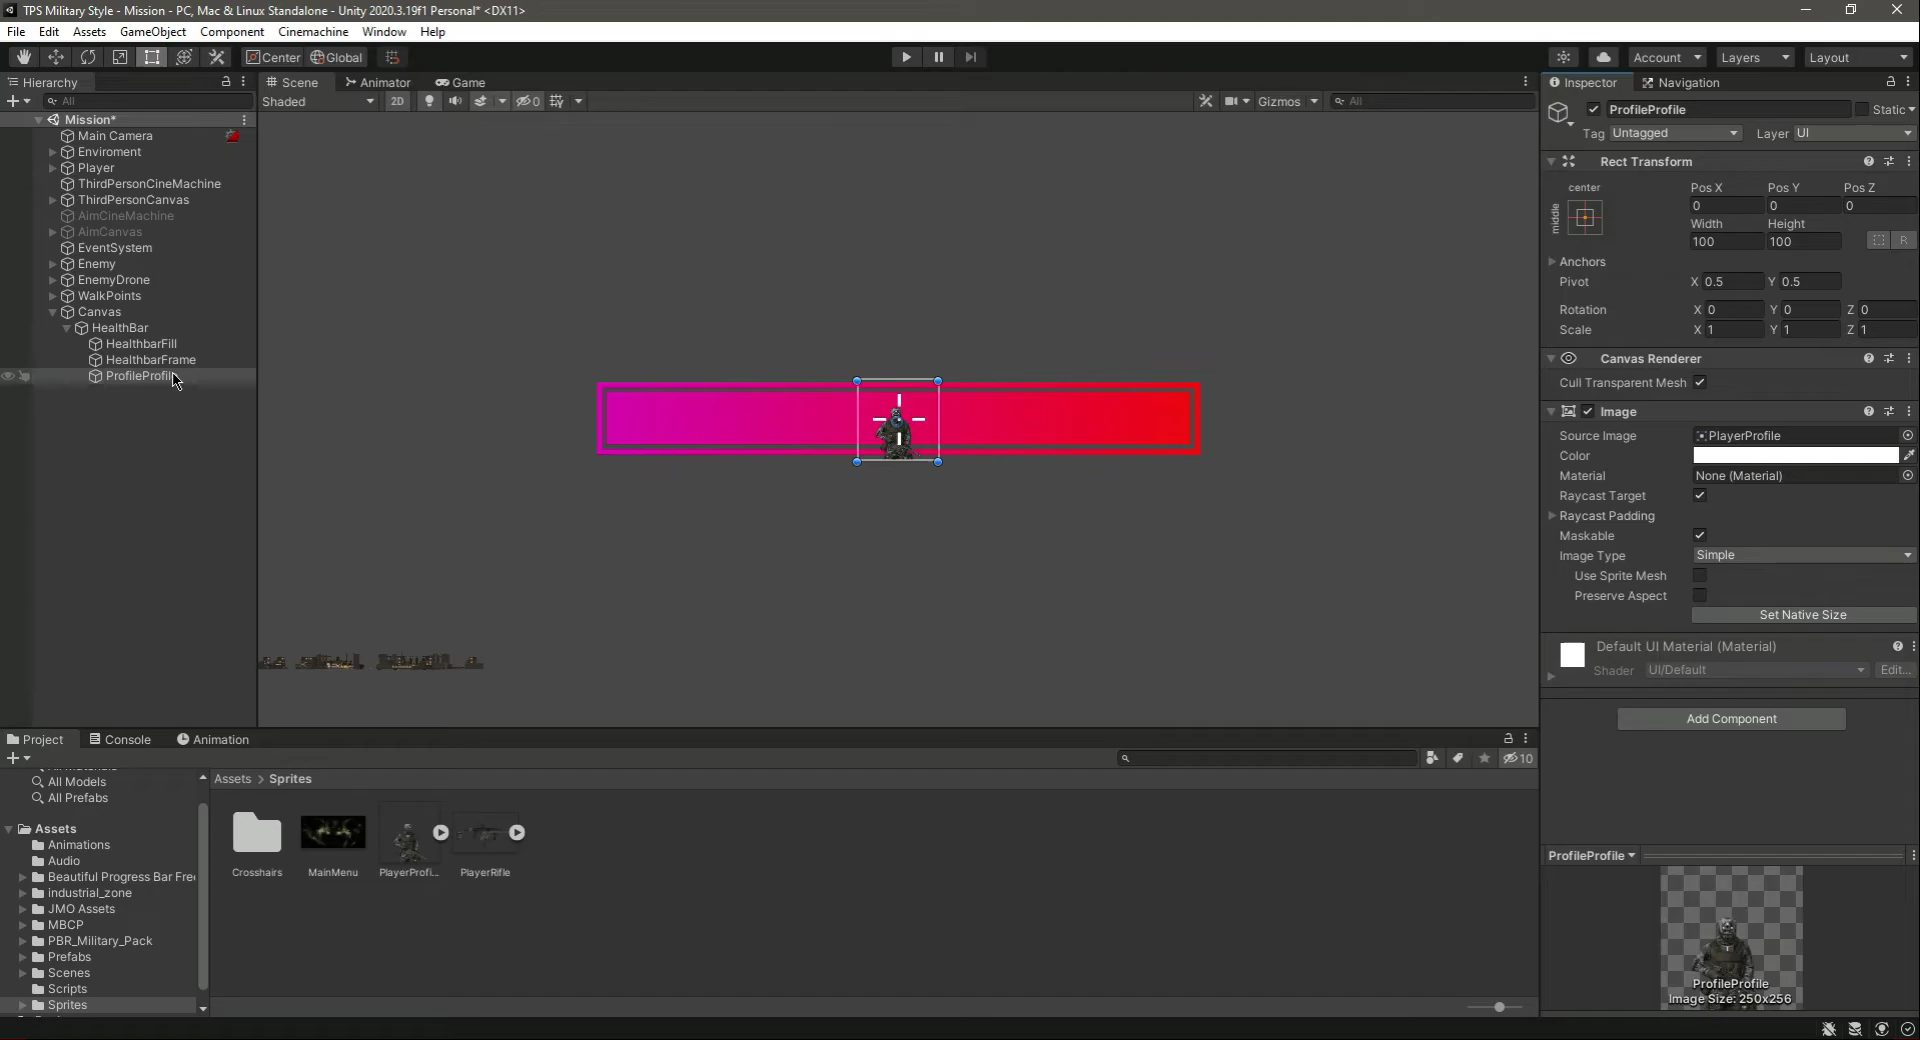 TPS Military Style - Mission - PC, Mac & Linux Standalone - Unity 2020.3.19f1 Personal* <DX11>
File Edit Assets GameObject Component Cinemachine Window Help
Center Global Account Layers Layout
Hierarchy Scene Animator Game Inspector Navigation
All Shaded 2D 0 Gizmos All ProfileProfile Static
Mission*
Main Camera
Tag Untagged Layer UI
Enviroment
Player
Rect Transform
ThirdPersonCineMachine
center Pos X Pos Y Pos Z
ThirdPersonCanvas
0 0 0
AimCineMachine
middle
Width Height
AimCanvas
100 100 R
EventSystem
Enemy
Anchors
EnemyDrone
Pivot X 0.5 Y 0.5
WalkPoints
Canvas
Rotation X 0 Y 0 Z 0
HealthBar
Scale X 1 Y 1 Z 1
HealthbarFill
HealthbarFrame
Canvas Renderer
ProfileProfile
Cull Transparent Mesh
Image
Source Image PlayerProfile
Color
Material None (Material)
Raycast Target
Raycast Padding
Maskable
Image Type Simple
Use Sprite Mesh
Preserve Aspect
Set Native Size
Default UI Material (Material)
Shader UI/Default Edit...
Add Component
Project Console Animation
10
All Models
All Prefabs
Assets > Sprites
Assets
Animations
Audio
Beautiful Progress Bar Free
industrial_zone
JMO Assets
MBCP
PBR_Military_Pack
Prefabs
Scenes
Scripts
Sprites
Crosshairs MainMenu PlayerProfi... PlayerRifle
ProfileProfile
ProfileProfile
Image Size: 250x256